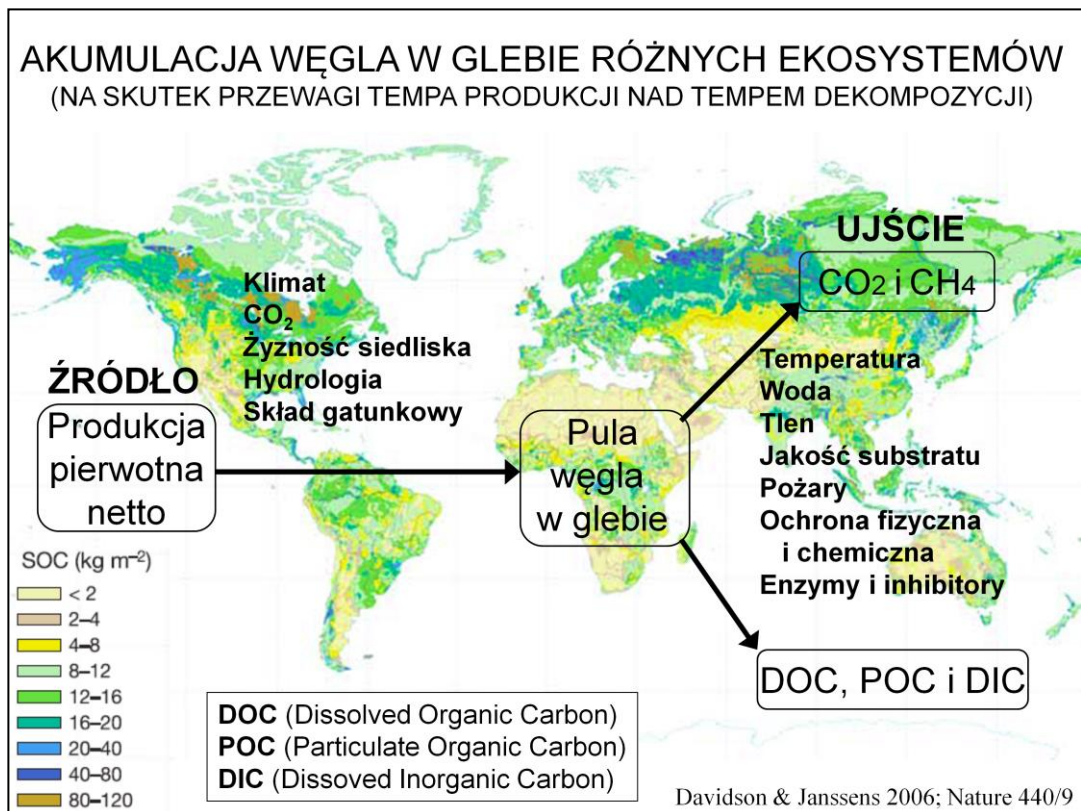 AKUMULACJA WĘGLA W GLEBIE RÓŻNYCH EKOSYSTEMÓW
(NA SKUTEK PRZEWAGI TEMPA PRODUKCJI NAD TEMPEM DEKOMPOZYCJI)
ŹRÓDŁO
Produkcja
pierwotna
netto
Klimat
CO₂
Żyzność siedliska
Hydrologia
Skład gatunkowy
Pula
węgla
w glebie
UJŚCIE
CO2 i CH4
Temperatura
Woda
Tlen
Jakość substratu
Pożary
Ochrona fizyczna
i chemiczna
Enzymy i inhibitory
DOC, POC i DIC
SOC (kg m⁻²)
< 2
2–4
4–8
8–12
12–16
16–20
20–40
40–80
80–120
DOC (Dissolved Organic Carbon)
POC (Particulate Organic Carbon)
DIC (Dissoved Inorganic Carbon)
Davidson & Janssens 2006; Nature 440/9